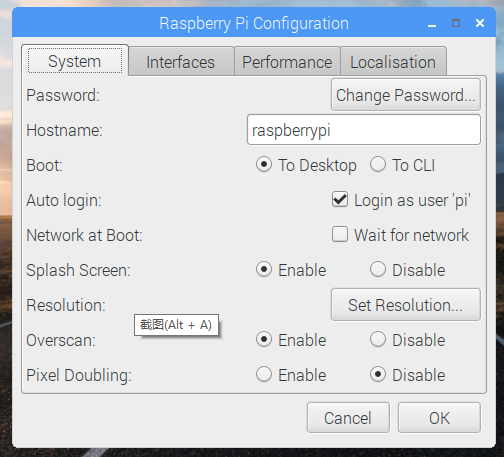 Raspberry Pi Configuration
System Interfaces Performance Localisation
Password: Change Password...
Hostname: raspberrypi
Boot: To Desktop To CLI
Auto login: Login as user 'pi'
Network at Boot: Wait for network
Splash Screen: Enable Disable
Resolution: Set Resolution...
截图(Alt + A)
Overscan: Enable Disable
Pixel Doubling: Enable Disable
Cancel OK